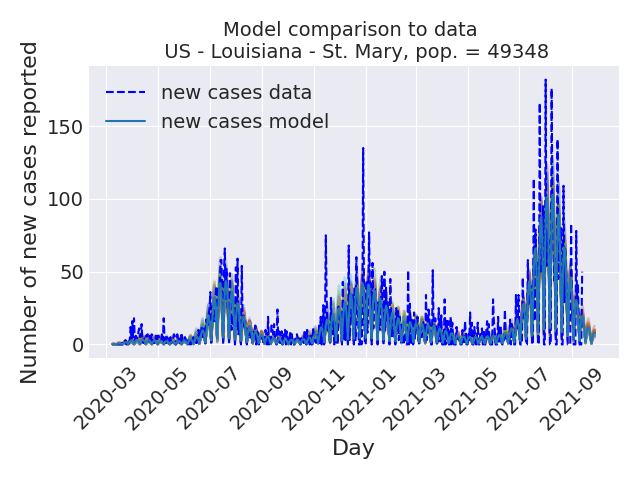 Model comparison to data
US - Louisiana - St. Mary, pop. = 49348
Number of new cases reported
new cases data
new cases model
150
100
50
0
2020-03
2020-05
2020-07
2020-09
2020-11
2021-01
2021-03
2021-05
2021-07
2021-09
Day